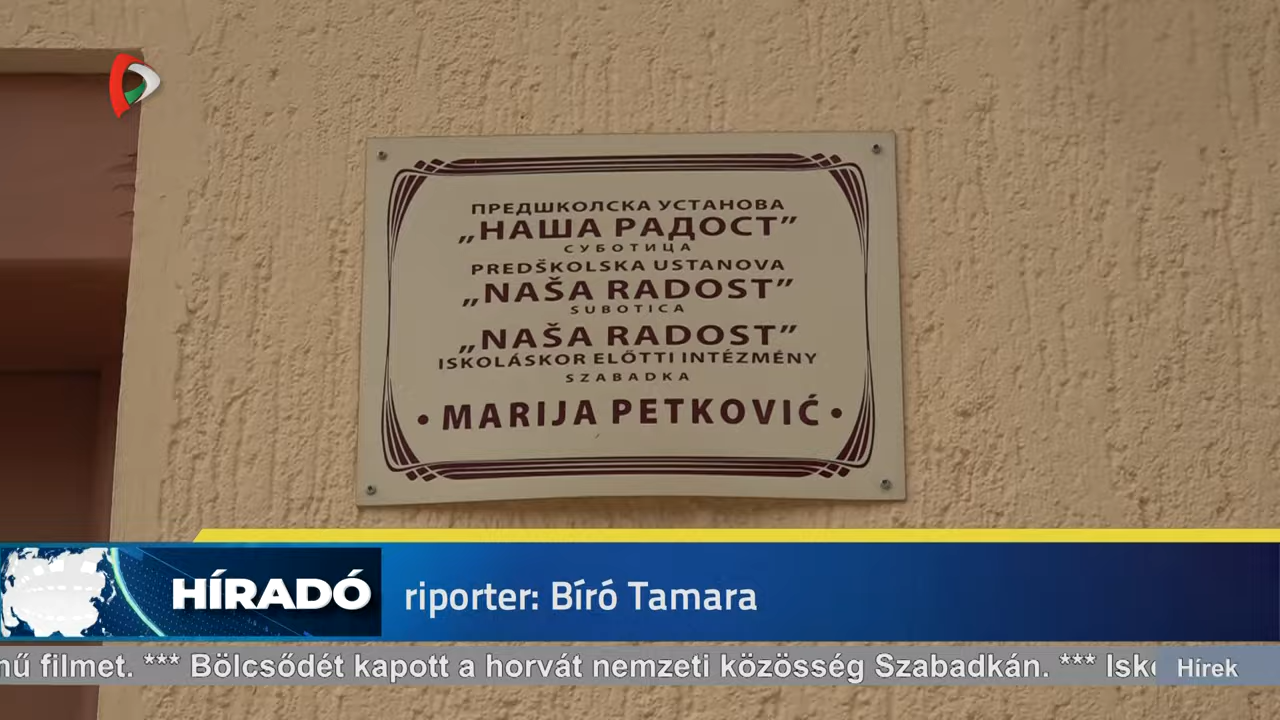 ПРЕДШКОЛСКА УСТАНОВА
„НАША РАДОСТ”
СУБОТИЦА
PREDŠKOLSKA USTANOVA
„NAŠA RADOST”
SUBOTICA
„NAŠA RADOST”
ISKOLÁSKOR ELŐTTI INTÉZMÉNY
SZABADKA
• MARIJA PETKOVIĆ •
HÍRADÓ
riporter: Bíró Tamara
filmet. *** Bölcsődét kapott a horvát nemzeti közösség Szabadkán. ***
Hírek